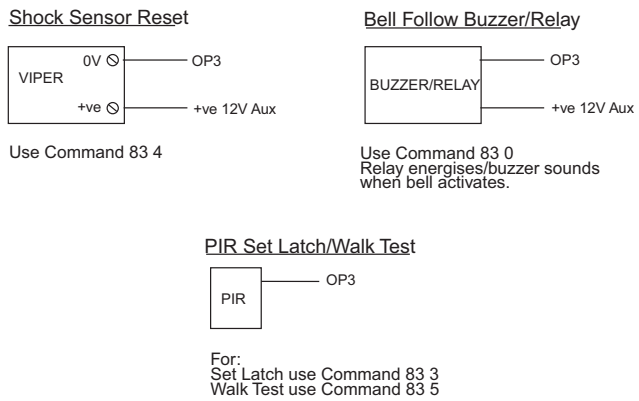 Shock Sensor Reset
0V
OP3
VIPER
+ve
+ve 12V Aux
Use Command 83 4
Bell Follow Buzzer/Relay
OP3
BUZZER/RELAY
+ve 12V Aux
Use Command 83 0
Relay energises/buzzer sounds
when bell activates.
PIR Set Latch/Walk Test
OP3
PIR
For:
Set Latch use Command 83 3
Walk Test use Command 83 5